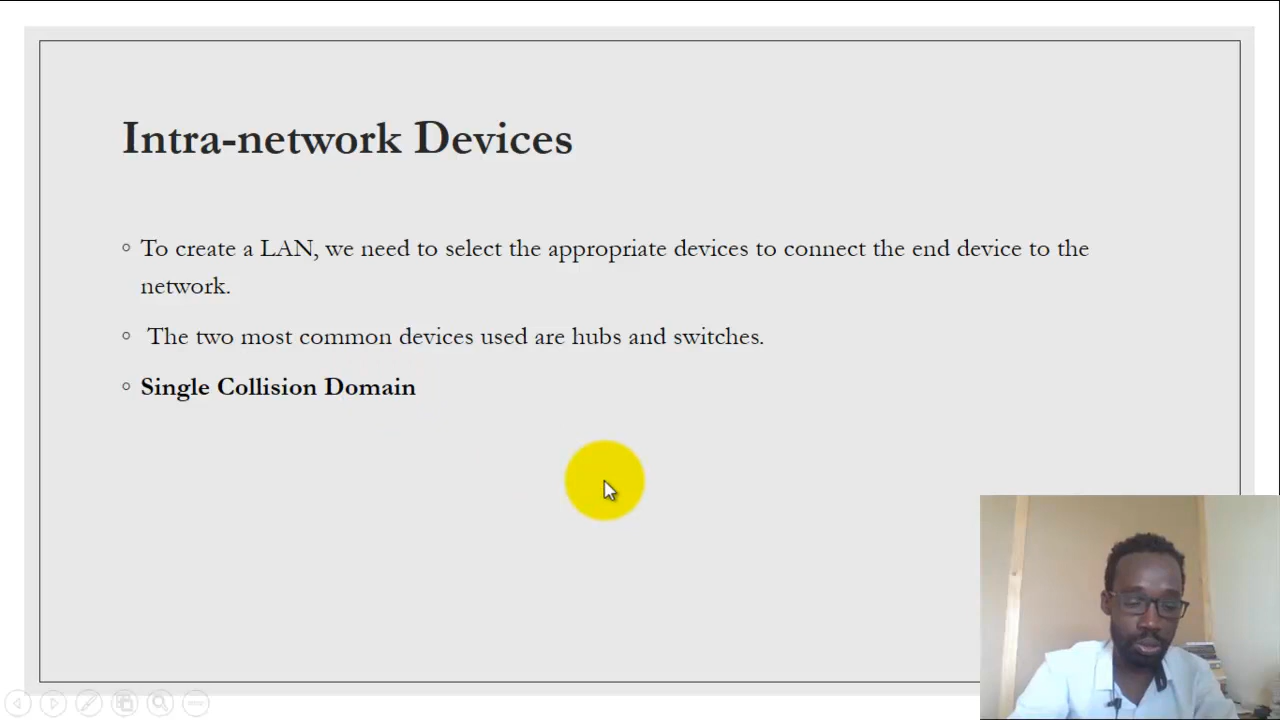 Intra-network Devices
To create a LAN, we need to select the appropriate devices to connect the end device to the
network.
The two most common devices used are hubs and switches.
Single Collision Domain